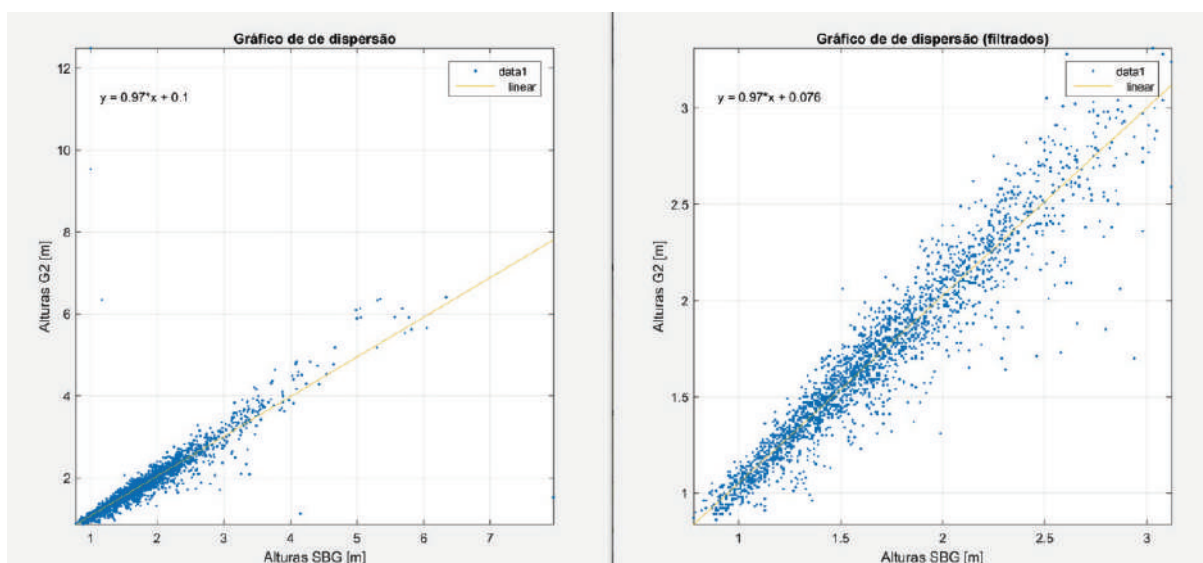 Gráfico de de dispersão
data1
linear
y = 0.97*x + 0.1
12
10
8
6
4
2
Alturas G2 [m]
1 2 3 4 5 6 7
Alturas SBG [m]
Gráfico de de dispersão (filtrados)
data1
linear
y = 0.97*x + 0.076
3
2.5
2
1.5
1
Alturas G2 [m]
1 1.5 2 2.5 3
Alturas SBG [m]